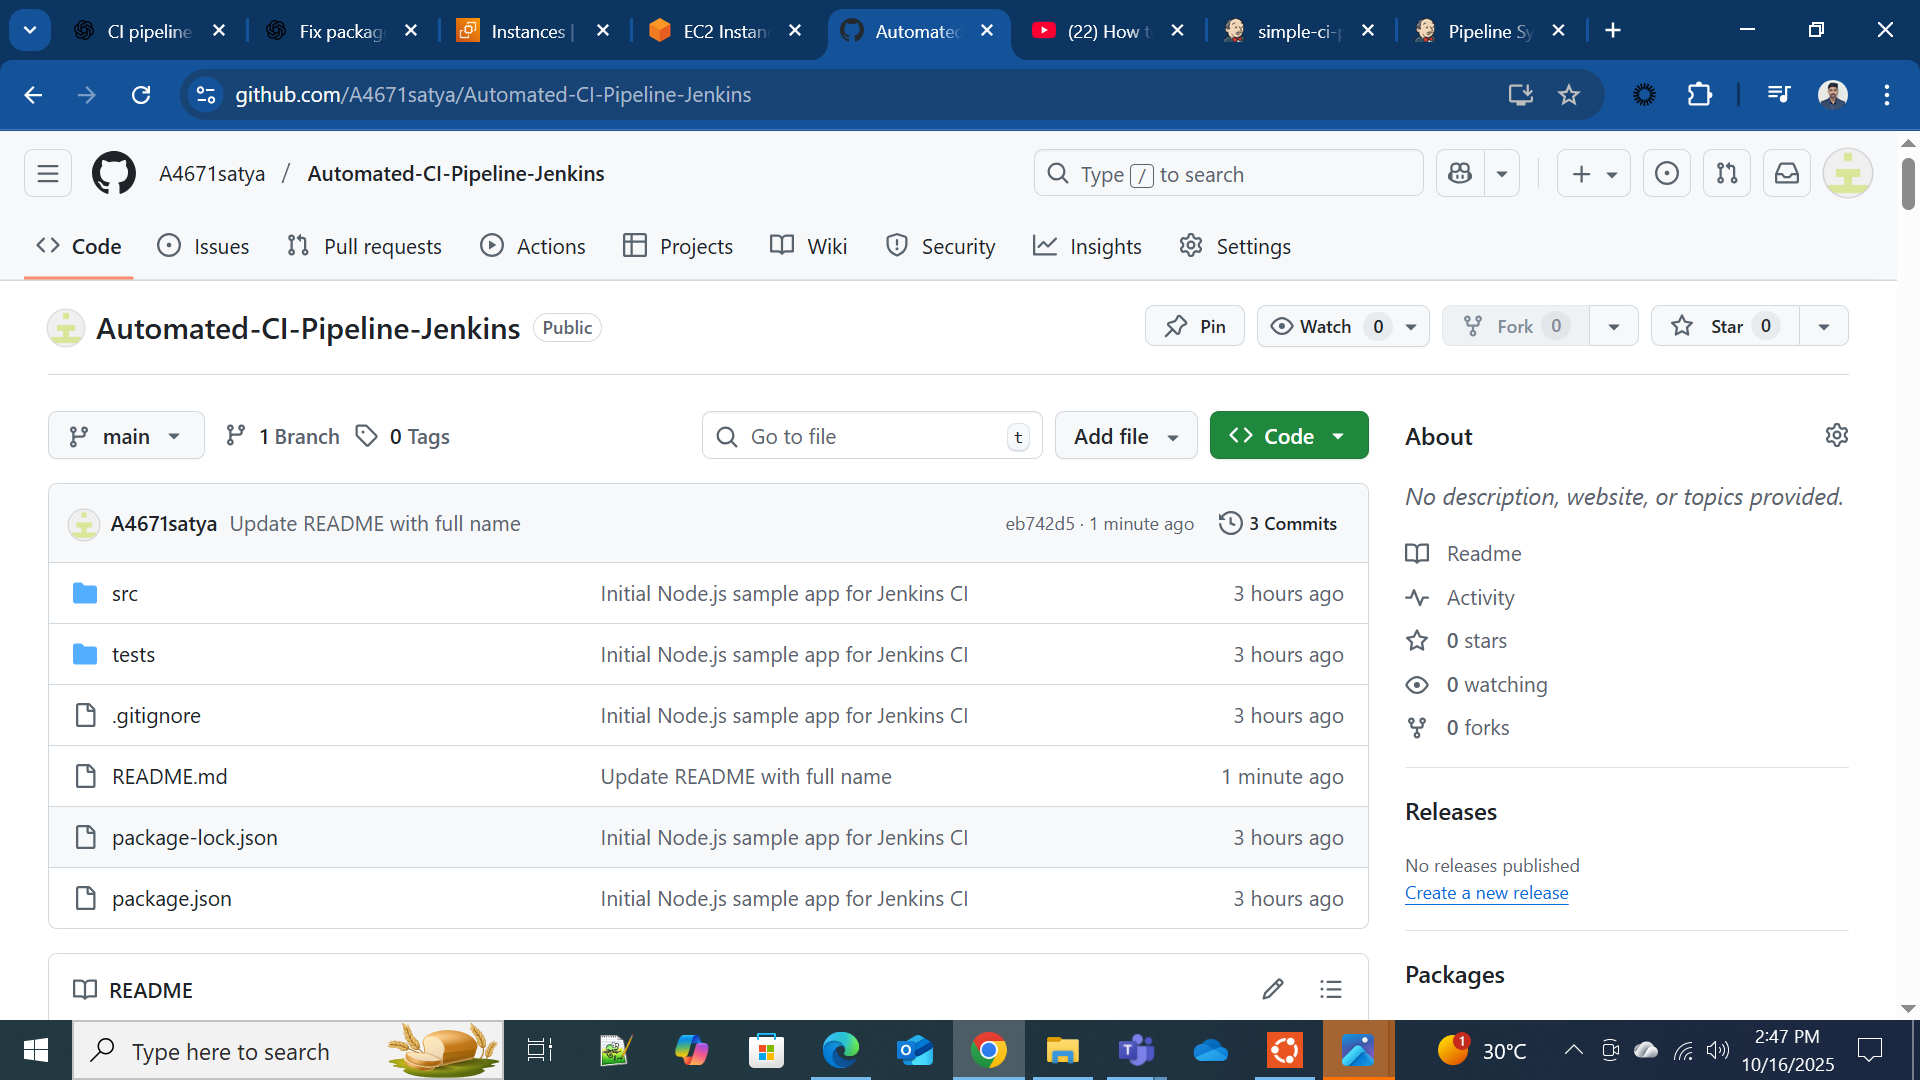 CI pipeline
Fix packag
Instances |
EC2 Instan
Automated
(22) How t
simple-ci-p
Pipeline Sy
github.com/A4671satya/Automated-CI-Pipeline-Jenkins
A4671satya / Automated-CI-Pipeline-Jenkins
Type / to search
Code
Issues
Pull requests
Actions
Projects
Wiki
Security
Insights
Settings
Automated-CI-Pipeline-Jenkins Public
Pin
Watch 0
Fork 0
Star 0
main
1 Branch
0 Tags
Go to file t
Add file
Code
About
No description, website, or topics provided.
A4671satya Update README with full name eb742d5 · 1 minute ago 3 Commits
src Initial Node.js sample app for Jenkins CI 3 hours ago
tests Initial Node.js sample app for Jenkins CI 3 hours ago
.gitignore Initial Node.js sample app for Jenkins CI 3 hours ago
README.md Update README with full name 1 minute ago
package-lock.json Initial Node.js sample app for Jenkins CI 3 hours ago
package.json Initial Node.js sample app for Jenkins CI 3 hours ago
README
Readme
Activity
0 stars
0 watching
0 forks
Releases
No releases published
Create a new release
Packages
Type here to search
1
30°C
2:47 PM
10/16/2025